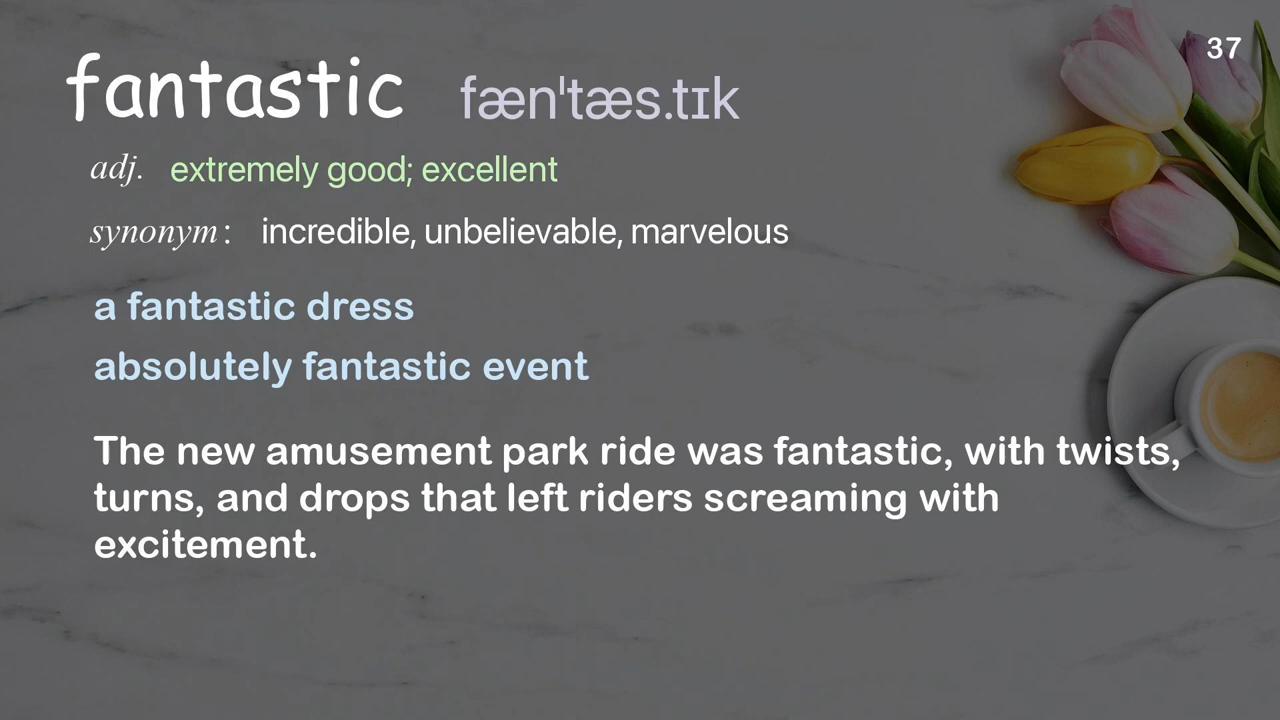 37
fantastic fæn'tæs.tɪk
adj. extremely good; excellent
synonym: incredible, unbelievable, marvelous
a fantastic dress
absolutely fantastic event
The new amusement park ride was fantastic, with twists,
turns, and drops that left riders screaming with
excitement.